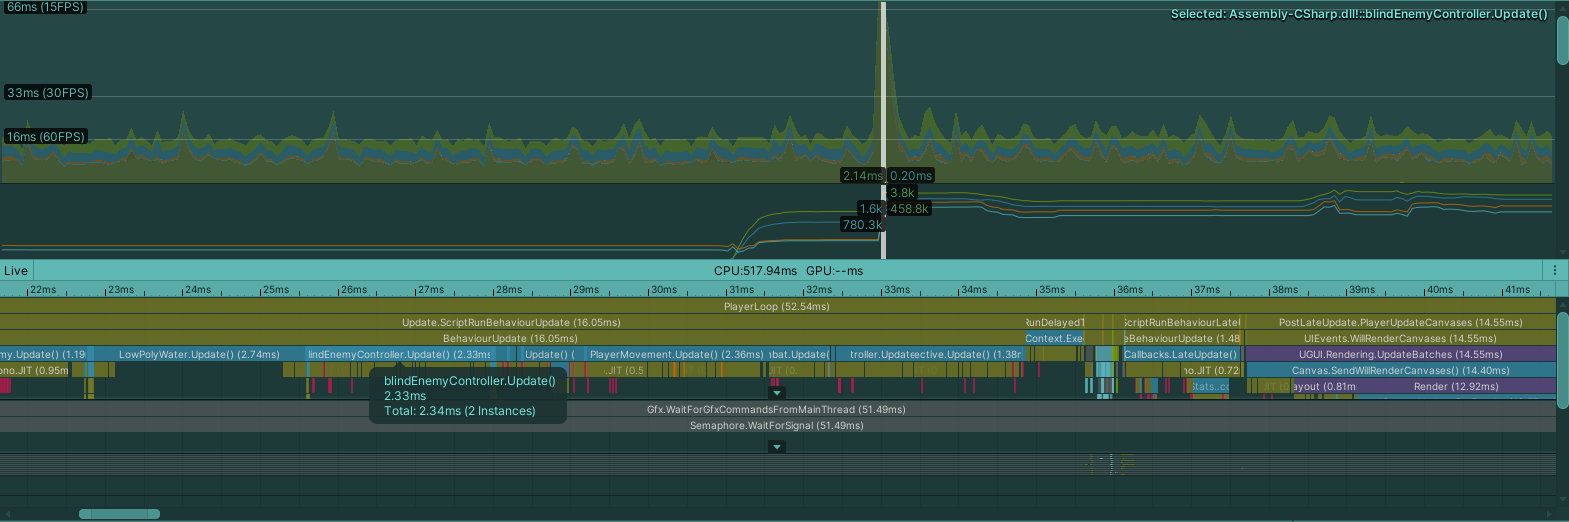 66ms (15FPS)
Selected: Assembly-CSharp.dll!::blindEnemyController.Update()
33ms (30FPS)
16ms (60FPS)
2.14ms 0.20ms
3.8k
1.6k 458.8k
780.3k
Live CPU:517.94ms GPU:--ms
22ms 23ms 24ms 25ms 26ms 27ms 28ms 29ms 30ms 31ms 32ms 33ms 34ms 35ms 36ms 37ms 38ms 39ms 40ms 41ms
PlayerLoop (52.54ms)
Update.ScriptRunBehaviourUpdate (16.05ms) RunDelayed ScriptRunBehaviourLate PostLateUpdate.PlayerUpdateCanvases (14.55ms)
BehaviourUpdate (16.05ms) Context.Exe eBehaviourUpdate (1.48 UIEvents.WillRenderCanvases (14.55ms)
my.Update() (1.19 LowPolyWater.Update() (2.74ms) lindEnemyController.Update() (2.33ms Update() ( PlayerMovement.Update() (2.36ms) bat.Update() troller.Updateective.Update() (1.38m Callbacks.LateUpdate() UGUI.Rendering.UpdateBatches (14.55ms)
ono.JIT (0.95m .JIT (0.5 .JIT (0. no.JIT (0.72 Canvas.SendWillRenderCanvases() (14.40ms)
blindEnemyController.Update()
2.33ms
Total: 2.34ms (2 Instances)
Stats..co JIT (0 ayout (0.81m Render (12.92ms)
Gfx.WaitForGfxCommandsFromMainThread (51.49ms)
Semaphore.WaitForSignal (51.49ms)